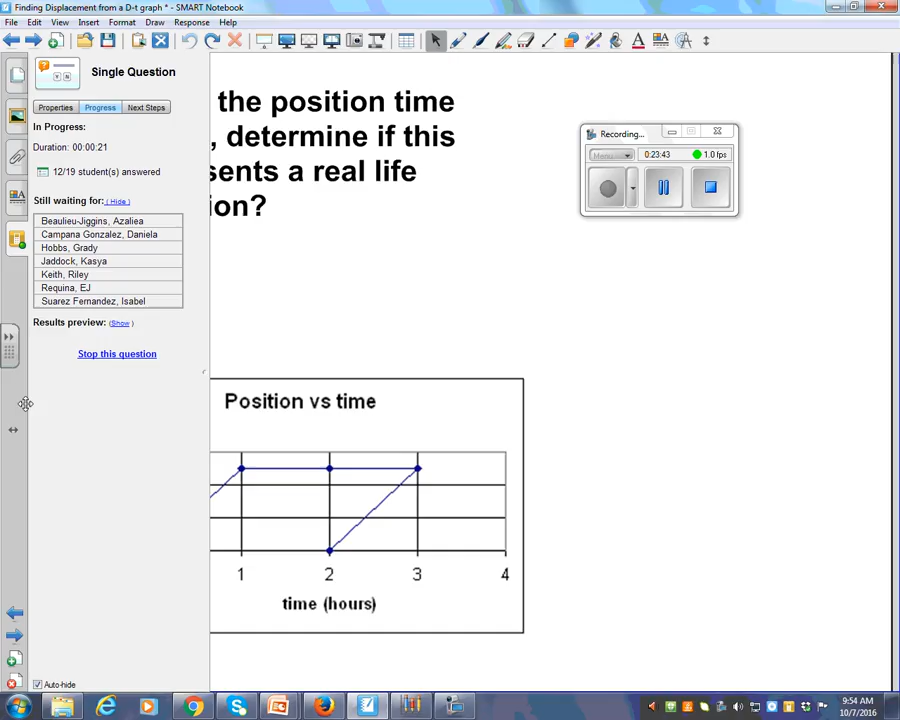 Finding Displacement from a D-t graph * - SMART Notebook
File Edit View Insert Format Draw Response Help
Single Question
Properties Progress Next Steps
In Progress:
Duration: 00:00:21
12/19 student(s) answered
Still waiting for: ( Hide )
Beaulieu-Jiggins, Azaliea
Campana Gonzalez, Daniela
Hobbs, Grady
Jaddock, Kasya
Keith, Riley
Requina, EJ
Suarez Fernandez, Isabel
Results preview: (Show )
Stop this question
Auto-hide
the position time
, determine if this
sents a real life
ion?
Recording...
Menu
0:23:43 1.0 fps
Position vs time
1 2 3 4
time (hours)
9:54 AM
10/7/2016